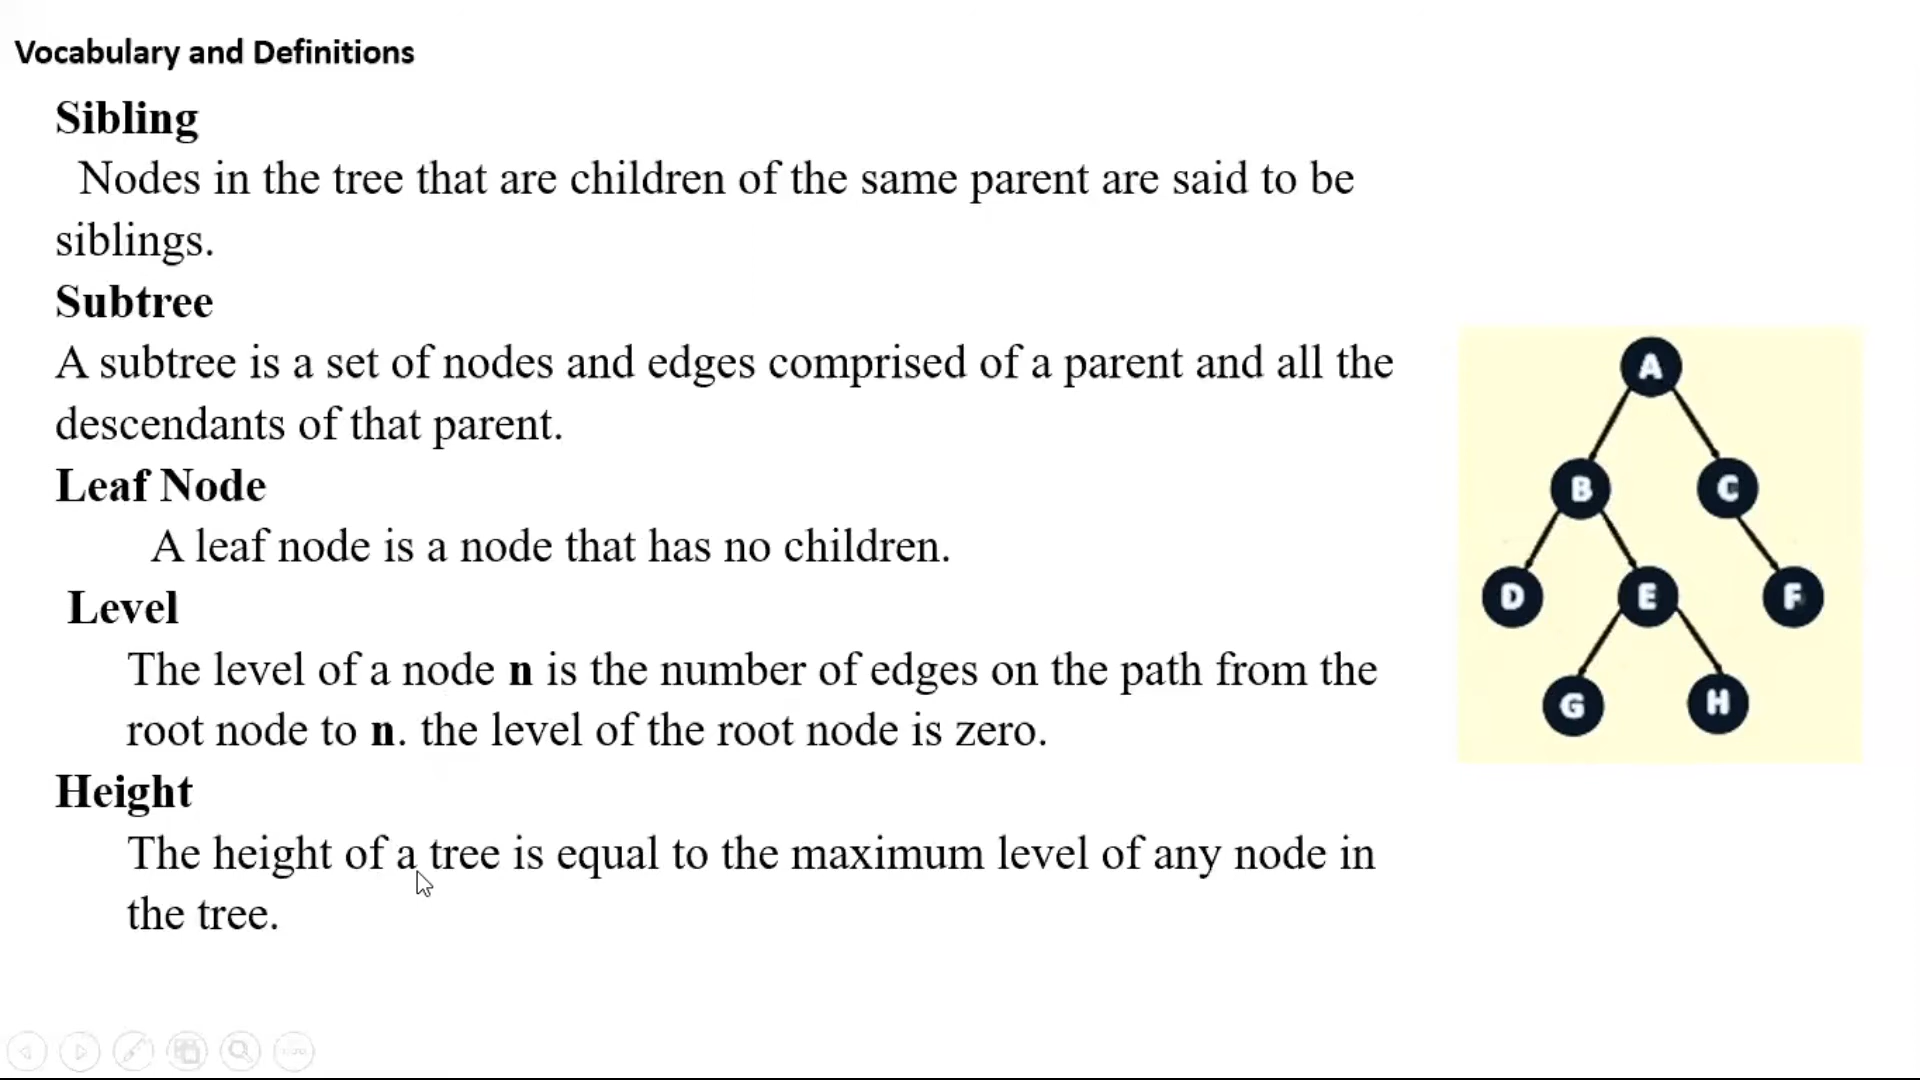 Vocabulary and Definitions
Sibling
Nodes in the tree that are children of the same parent are said to be
siblings.
Subtree
A subtree is a set of nodes and edges comprised of a parent and all the
descendants of that parent.
Leaf Node
A leaf node is a node that has no children.
Level
The level of a node n is the number of edges on the path from the
root node to n. the level of the root node is zero.
Height
The height of a tree is equal to the maximum level of any node in
the tree.
A
B C
D E F
G H